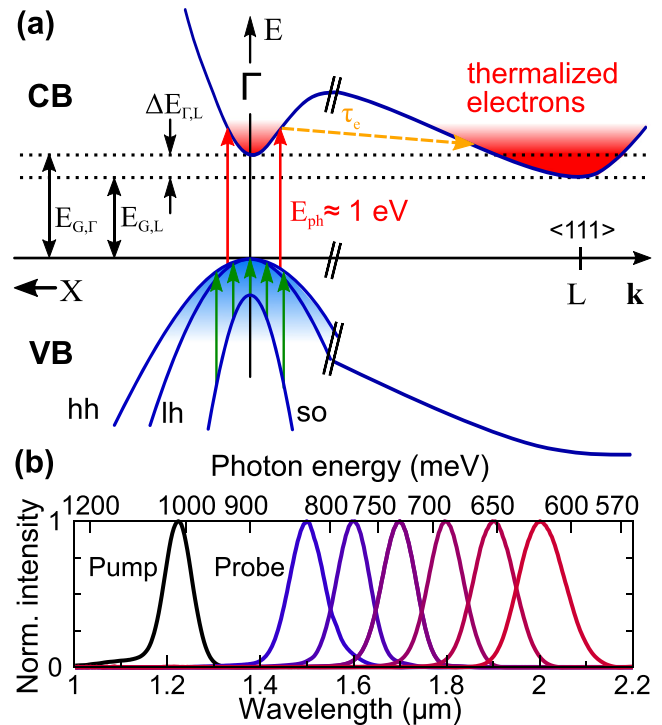 (a)
E
Γ
CB
thermalized
electrons
ΔE_Γ,L
τ_e
E_G,Γ
E_G,L
E_ph ≈ 1 eV
<111>
X
L
k
VB
hh
lh
so
(b)
Photon energy (meV)
1200 1000 900 800 750 700 650 600 570
1
Pump
Probe
Norm. intensity
0
1 1.2 1.4 1.6 1.8 2 2.2
Wavelength (μm)